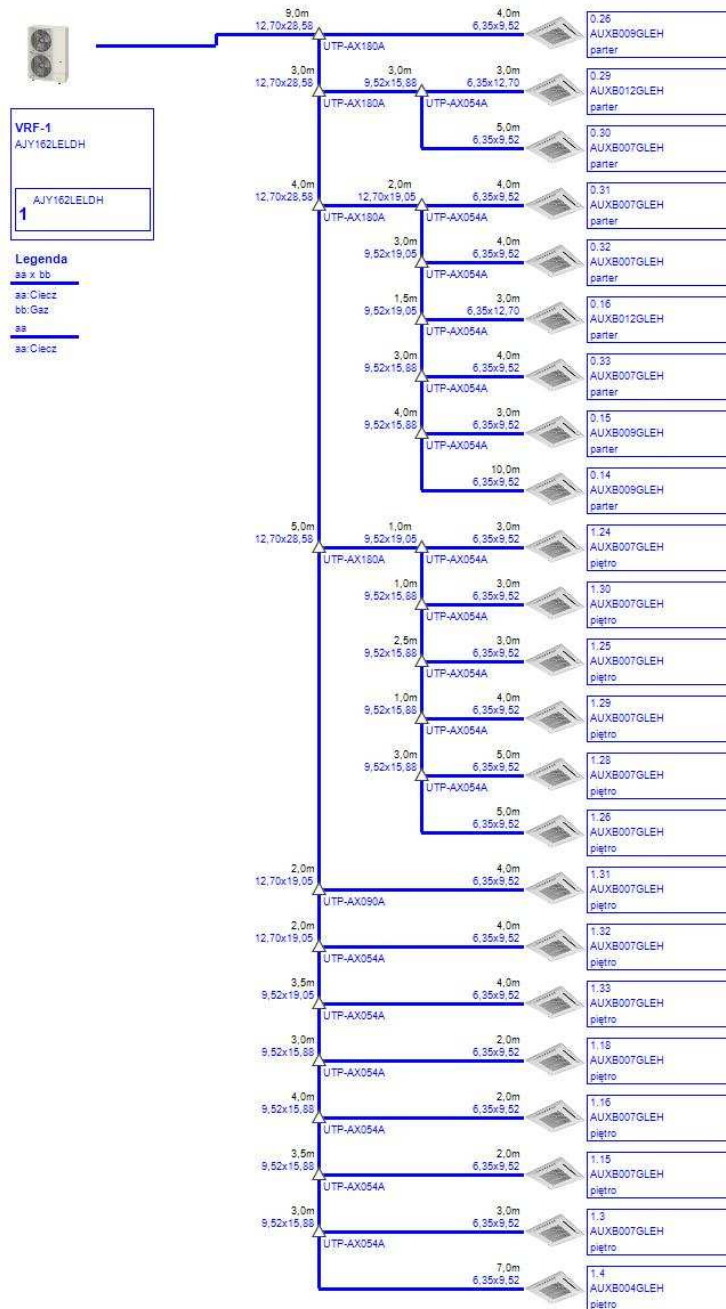 9,0m
12,70x28,58
UTP-AX180A
4,0m
6,35x9,52
0.26
AUXB009GLEH
parter
3,0m
12,70x28,58
UTP-AX180A
3,0m
9,52x15,88
UTP-AX054A
3,0m
6,35x12,70
0.29
AUXB012GLEH
parter
5,0m
6,35x9,52
0.30
AUXB007GLEH
parter
VRF-1
AJY162LELDH
1
AJY162LELDH
Legenda
aa x bb
aa:Ciecz
bb:Gaz
aa
aa:Ciecz
4,0m
12,70x28,58
UTP-AX180A
2,0m
12,70x19,05
UTP-AX054A
4,0m
6,35x9,52
0.31
AUXB007GLEH
parter
3,0m
9,52x19,05
UTP-AX054A
4,0m
6,35x9,52
0.32
AUXB007GLEH
parter
1,5m
9,52x19,05
UTP-AX054A
3,0m
6,35x12,70
0.16
AUXB012GLEH
parter
3,0m
9,52x15,88
UTP-AX054A
4,0m
6,35x9,52
0.33
AUXB007GLEH
parter
4,0m
9,52x15,88
UTP-AX054A
3,0m
6,35x9,52
0.15
AUXB009GLEH
parter
10,0m
6,35x9,52
0.14
AUXB009GLEH
parter
5,0m
12,70x28,58
UTP-AX180A
1,0m
9,52x19,05
UTP-AX054A
3,0m
6,35x9,52
1.24
AUXB007GLEH
piętro
1,0m
9,52x15,88
UTP-AX054A
3,0m
6,35x9,52
1.30
AUXB007GLEH
piętro
2,5m
9,52x15,88
UTP-AX054A
3,0m
6,35x9,52
1.25
AUXB007GLEH
piętro
1,0m
9,52x15,88
UTP-AX054A
4,0m
6,35x9,52
1.29
AUXB007GLEH
piętro
3,0m
9,52x15,88
UTP-AX054A
5,0m
6,35x9,52
1.28
AUXB007GLEH
piętro
5,0m
6,35x9,52
1.26
AUXB007GLEH
piętro
2,0m
12,70x19,05
UTP-AX090A
4,0m
6,35x9,52
1.31
AUXB007GLEH
piętro
2,0m
12,70x19,05
UTP-AX054A
4,0m
6,35x9,52
1.32
AUXB007GLEH
piętro
3,5m
9,52x19,05
UTP-AX054A
4,0m
6,35x9,52
1.33
AUXB007GLEH
piętro
3,0m
9,52x15,88
UTP-AX054A
2,0m
6,35x9,52
1.18
AUXB007GLEH
piętro
4,0m
9,52x15,88
UTP-AX054A
2,0m
6,35x9,52
1.16
AUXB007GLEH
piętro
3,5m
9,52x15,88
UTP-AX054A
2,0m
6,35x9,52
1.15
AUXB007GLEH
piętro
3,0m
9,52x15,88
UTP-AX054A
3,0m
6,35x9,52
1.3
AUXB007GLEH
piętro
7,0m
6,35x9,52
1.4
AUXB004GLEH
piętro